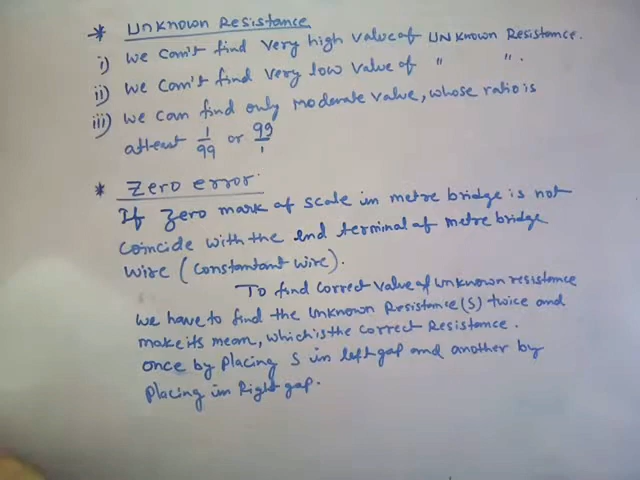 * Unknown Resistance
i) We can't find very high value of Unknown Resistance.
ii) We can't find very low value of " ".
iii) We can find only moderate value, whose ratio is
atleast 1/99 or 99/1
* Zero error
If zero mark of scale in metre bridge is not
coincide with the end terminal of metre bridge
wire (constantant wire).
To find correct value of unknown resistance
we have to find the unknown Resistance (S) twice and
make its mean, which is the correct Resistance.
once by placing S in left gap and another by
placing in Right gap.